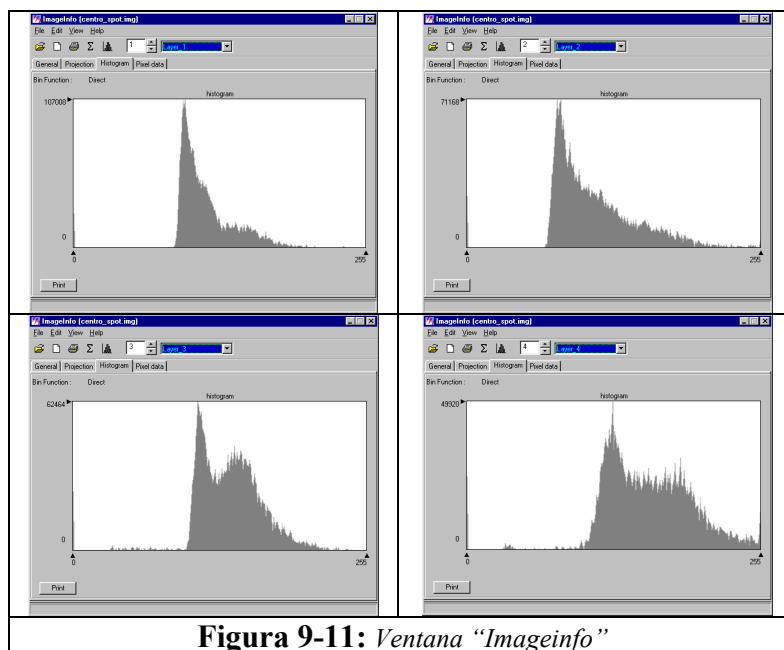 ImageInfo (centro_spot.img)
File Edit View Help
1 Layer_1
General Projection Histogram Pixel data
Bin Function : Direct
histogram
107008
0
0 255
Print
ImageInfo (centro_spot.img)
File Edit View Help
2 Layer_2
General Projection Histogram Pixel data
Bin Function : Direct
histogram
71168
0
0 255
Print
ImageInfo (centro_spot.img)
File Edit View Help
3 Layer_3
General Projection Histogram Pixel data
Bin Function : Direct
histogram
62464
0
0 255
Print
ImageInfo (centro_spot.img)
File Edit View Help
4 Layer_4
General Projection Histogram Pixel data
Bin Function : Direct
histogram
49920
0
0 255
Print
Figura 9-11: Ventana “Imageinfo”